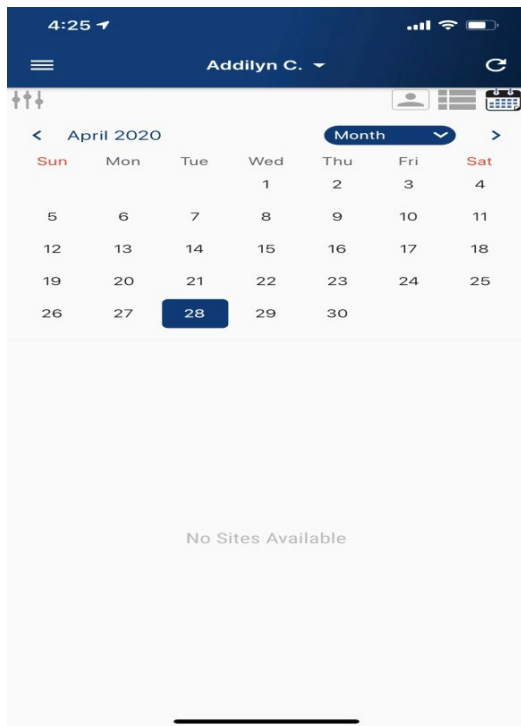 4:25
Addilyn C.
< April 2020 Month >
Sun Mon Tue Wed Thu Fri Sat
1 2 3 4
5 6 7 8 9 10 11
12 13 14 15 16 17 18
19 20 21 22 23 24 25
26 27 28 29 30
No Sites Available